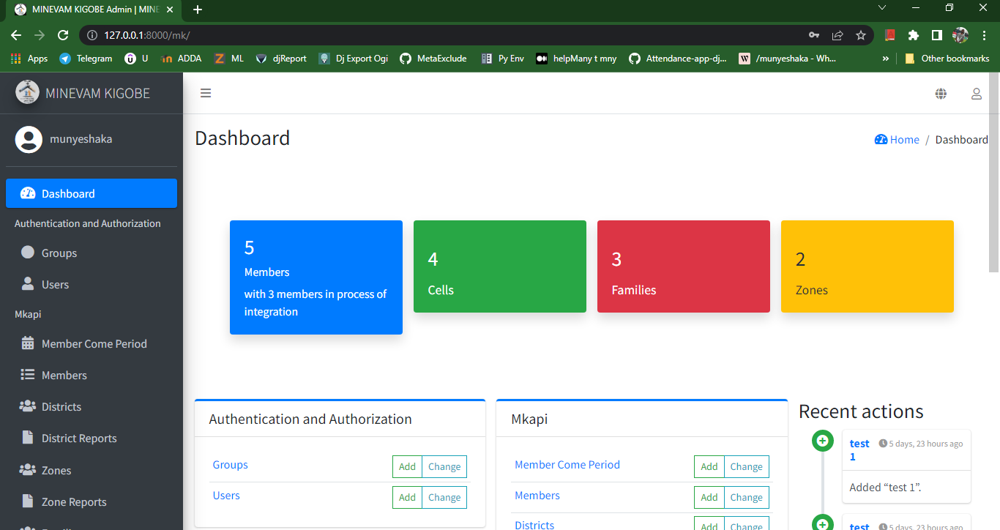 MINEVAM KIGOBE Admin | MINE
127.0.0.1:8000/mk/
Apps
Telegram
U
ADDA
ML
djReport
Dj Export Ogi
MetaExclude
Py Env
helpMany t mny
Attendance-app-dj...
/munyeshaka - Wh...
»
Other bookmarks
MINEVAM KIGOBE
munyeshaka
Dashboard
Authentication and Authorization
Groups
Users
Mkapi
Member Come Period
Members
Districts
District Reports
Zones
Zone Reports
Dashboard
Home / Dashboard
5
Members
with 3 members in process of
integration
4
Cells
3
Families
2
Zones
Authentication and Authorization
Groups Add Change
Users Add Change
Mkapi
Member Come Period Add Change
Members Add Change
Districts Add Change
Recent actions
test 5 days, 23 hours ago
1
Added “test 1”.
test 5 days, 23 hours ago